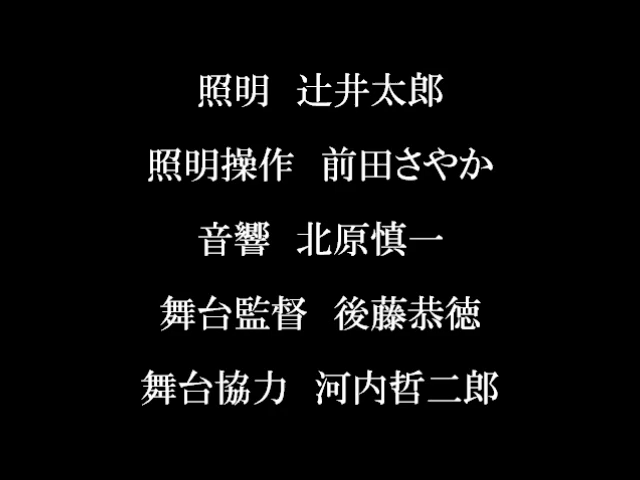 照明　辻井太郎
照明操作　前田さやか
音響　北原慎一
舞台監督　後藤恭徳
舞台協力　河内哲二郎